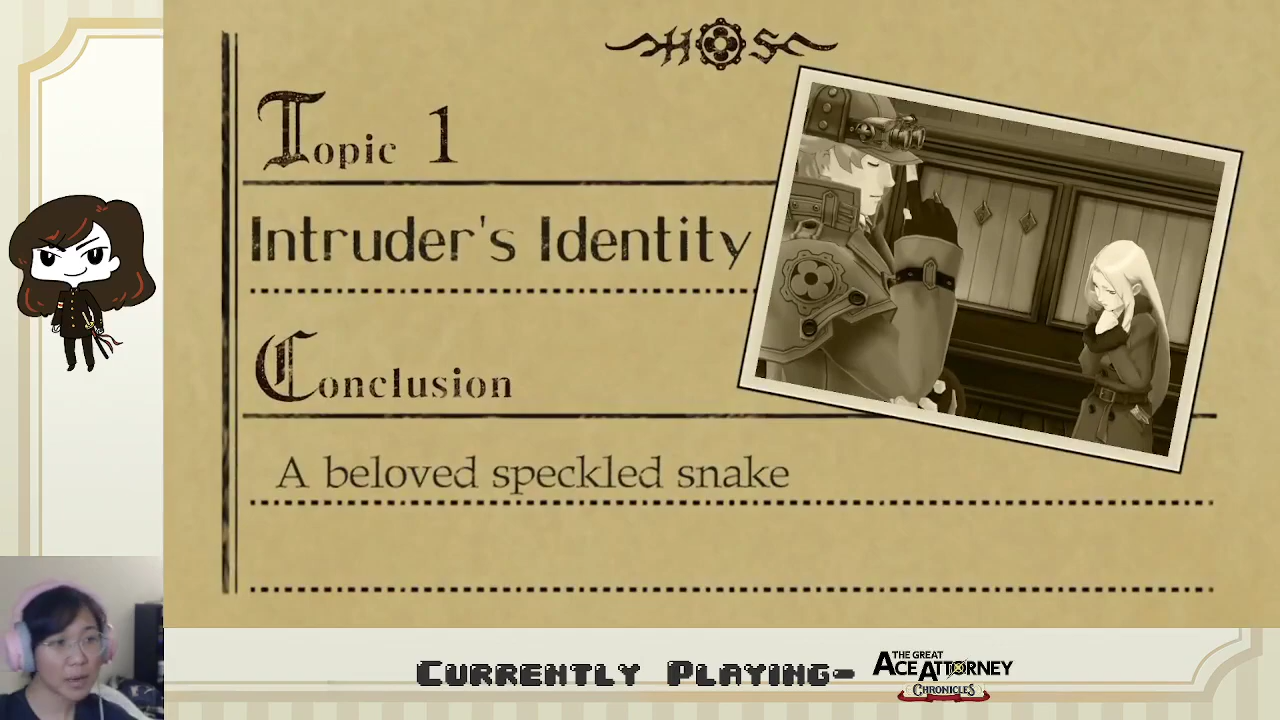 H S
Topic 1
Intruder's Identity
Conclusion
A beloved speckled snake
Currently Playing-
THE GREAT
ACE ATTORNEY
CHRONICLES